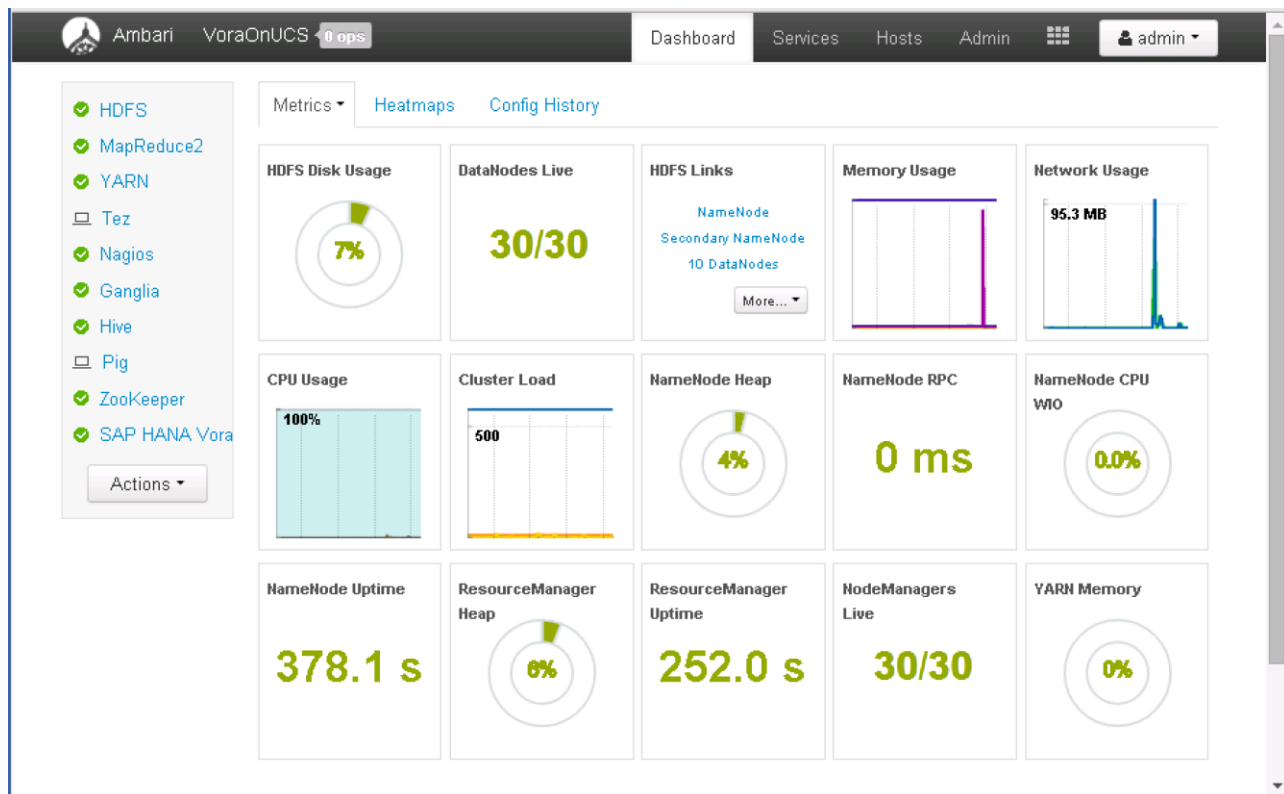 Ambari VoraOnUCS 0 ops Dashboard Services Hosts Admin admin
HDFS
MapReduce2
YARN
Tez
Nagios
Ganglia
Hive
Pig
ZooKeeper
SAP HANA Vora
Actions
Metrics Heatmaps Config History
HDFS Disk Usage
7%
DataNodes Live
30/30
HDFS Links
NameNode
Secondary NameNode
10 DataNodes
More...
Memory Usage
Network Usage
95.3 MB
CPU Usage
100%
Cluster Load
500
NameNode Heap
4%
NameNode RPC
0 ms
NameNode CPU
WIO
0.0%
NameNode Uptime
378.1 s
ResourceManager
Heap
6%
ResourceManager
Uptime
252.0 s
NodeManagers
Live
30/30
YARN Memory
0%